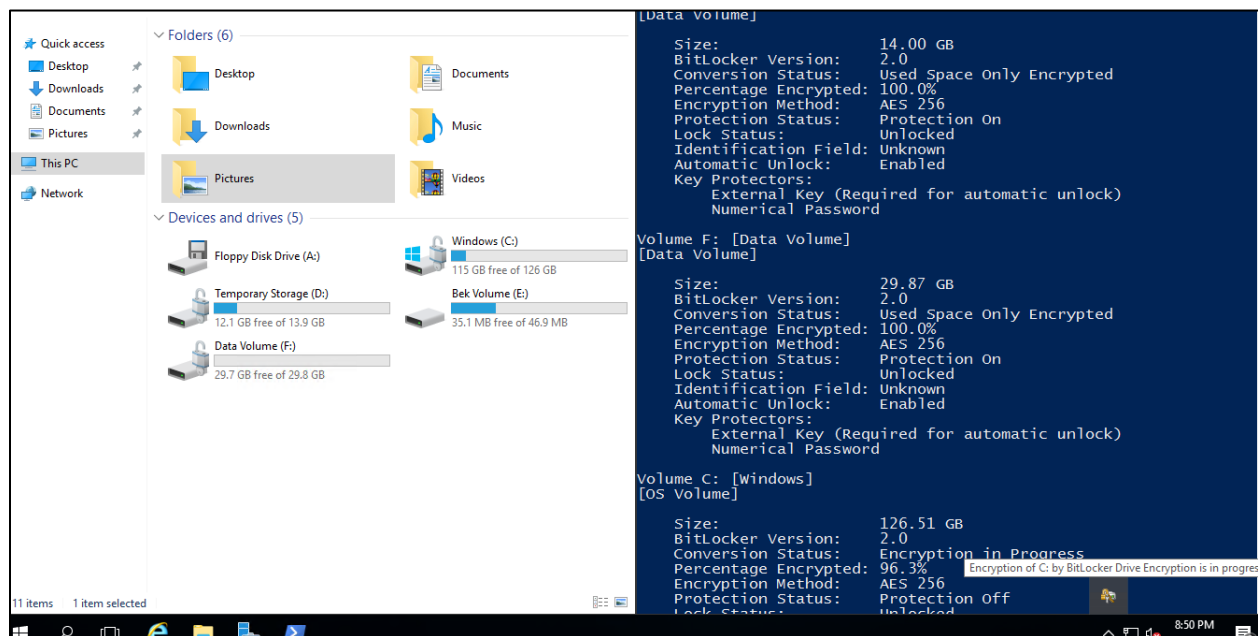 Quick access
Desktop
Downloads
Documents
Pictures
This PC
Network
Folders (6)
Desktop
Documents
Downloads
Music
Pictures
Videos
Devices and drives (5)
Floppy Disk Drive (A:)
Windows (C:)
115 GB free of 126 GB
Temporary Storage (D:)
12.1 GB free of 13.9 GB
Bek Volume (E:)
35.1 MB free of 46.9 MB
Data Volume (F:)
29.7 GB free of 29.8 GB
11 items 1 item selected
[Data Volume]
Size: 14.00 GB
BitLocker Version: 2.0
Conversion Status: Used Space Only Encrypted
Percentage Encrypted: 100.0%
Encryption Method: AES 256
Protection Status: Protection On
Lock Status: Unlocked
Identification Field: Unknown
Automatic Unlock: Enabled
Key Protectors:
External Key (Required for automatic unlock)
Numerical Password
Volume F: [Data Volume]
[Data Volume]
Size: 29.87 GB
BitLocker Version: 2.0
Conversion Status: Used Space Only Encrypted
Percentage Encrypted: 100.0%
Encryption Method: AES 256
Protection Status: Protection On
Lock Status: Unlocked
Identification Field: Unknown
Automatic Unlock: Enabled
Key Protectors:
External Key (Required for automatic unlock)
Numerical Password
Volume C: [Windows]
[OS Volume]
Size: 126.51 GB
BitLocker Version: 2.0
Conversion Status: Encryption in Progress
Percentage Encrypted: 96.3%
Encryption of C: by BitLocker Drive Encryption is in progres
Encryption Method: AES 256
Protection Status: Protection Off
Lock Status: Unlocked
8:50 PM